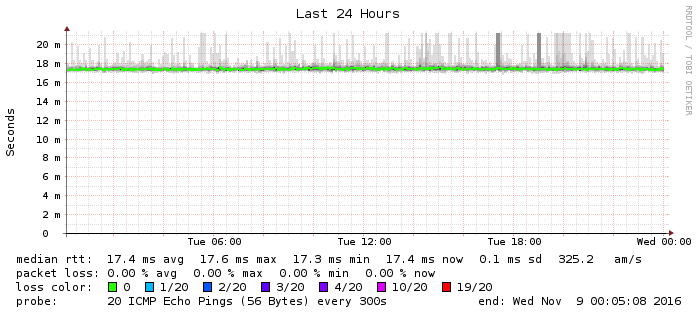 Last 24 Hours
RRDTOOL / TOBI OETIKER
Seconds
20 m
18 m
16 m
14 m
12 m
10 m
8 m
6 m
4 m
2 m
0
Tue 06:00 Tue 12:00 Tue 18:00 Wed 00:00
median rtt: 17.4 ms avg 17.6 ms max 17.3 ms min 17.4 ms now 0.1 ms sd 325.2 am/s
packet loss: 0.00 % avg 0.00 % max 0.00 % min 0.00 % now
loss color: 0 1/20 2/20 3/20 4/20 10/20 19/20
probe: 20 ICMP Echo Pings (56 Bytes) every 300s end: Wed Nov 9 00:05:08 2016